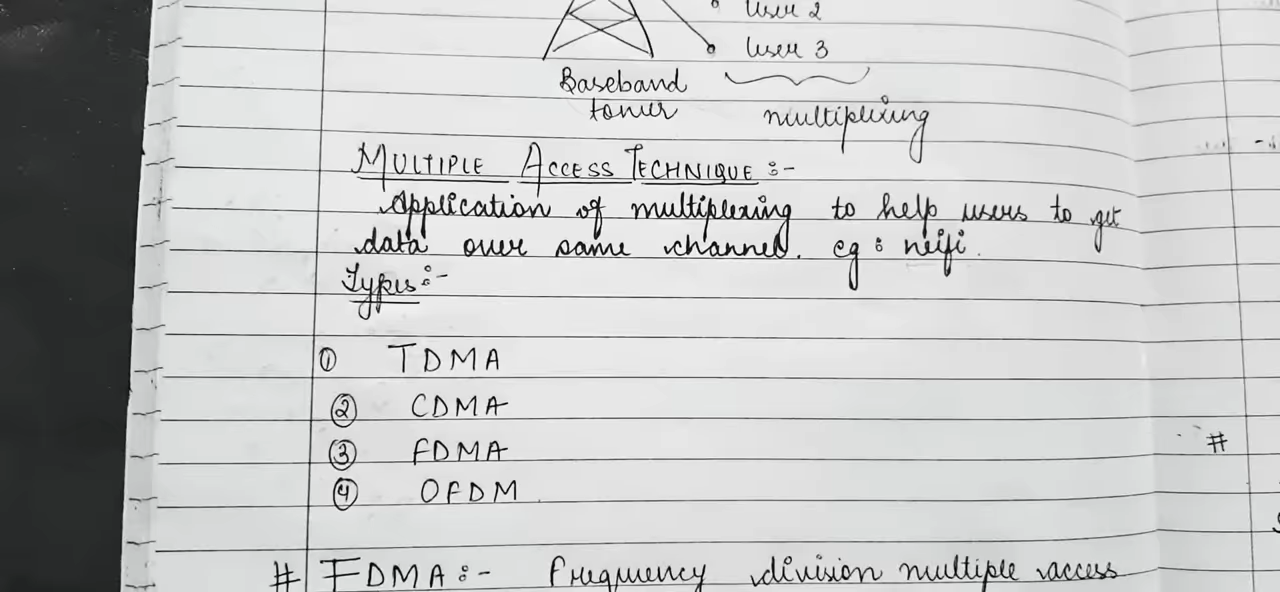 User 2
User 3
Baseband
tower
multiplexing
MULTIPLE ACCESS TECHNIQUE :-
Application of multiplexing to help users to get
data over same channel. eg : wifi.
Types :-
① TDMA
② CDMA
③ FDMA
④ OFDM
#
# FDMA :- Frequency division multiple access